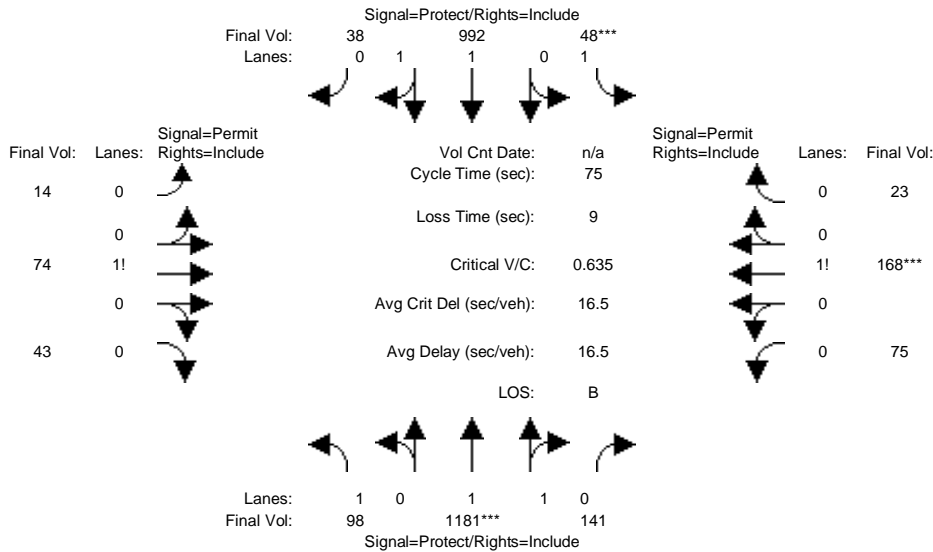 Signal=Protect/Rights=Include
Final Vol: 38 992 48***
Lanes: 0 1 1 0 1
Signal=Permit Signal=Permit
Final Vol: Lanes: Rights=Include Vol Cnt Date: n/a Rights=Include Lanes: Final Vol:
Cycle Time (sec): 75
14 0 0 23
Loss Time (sec): 9
0 0
74 1! Critical V/C: 0.635 1! 168***
0 Avg Crit Del (sec/veh): 16.5 0
43 0 Avg Delay (sec/veh): 16.5 0 75
LOS: B
Lanes: 1 0 1 1 0
Final Vol: 98 1181*** 141
Signal=Protect/Rights=Include